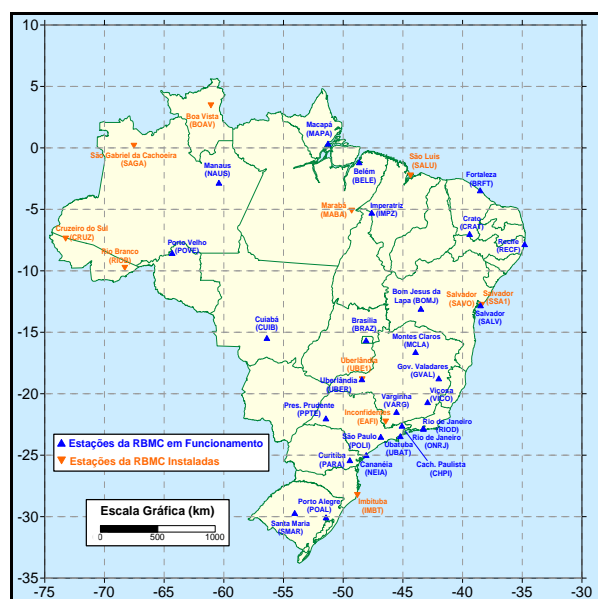 10
5
0
-5
-10
-15
-20
-25
-30
-35
-75
-70
-65
-60
-55
-50
-45
-40
-35
-30
Boa Vista
(BOAV)
São Gabriel da Cachoeira
(SAGA)
Manaus
(NAUS)
Macapá
(MAPA)
Belém
(BELE)
São Luis
(SALU)
Fortaleza
(BRFT)
Marabá
(MABA)
Imperatriz
(IMPZ)
Crato
(CRAT)
Recife
(RECF)
Cruzeiro do Sul
(CRUZ)
Rio Branco
(RIOB)
Porto Velho
(POVE)
Bom Jesus da
Lapa (BOMJ)
Salvador
(SAVO)
Salvador
(SSA1)
Salvador
(SALV)
Cuiabá
(CUIB)
Brasília
(BRAZ)
Montes Claros
(MCLA)
Uberlândia
(UBE1)
Uberlândia
(UBER)
Gov. Valadares
(GVAL)
Viçosa
(VICO)
Varginha
(VARG)
Pres. Prudente
(PPTE)
Inconfidentes
(EAFI)
Rio de Janeiro
(RIOD)
Rio de Janeiro
(ONRJ)
São Paulo
(POLI)
Ubatuba
(UBAT)
Cach. Paulista
(CHPI)
Curitiba
(PARA)
Cananéia
(NEIA)
Imbituba
(IMBT)
Porto Alegre
(POAL)
Santa Maria
(SMAR)
Estações da RBMC em Funcionamento
Estações da RBMC Instaladas
Escala Gráfica (km)
0
500
1000